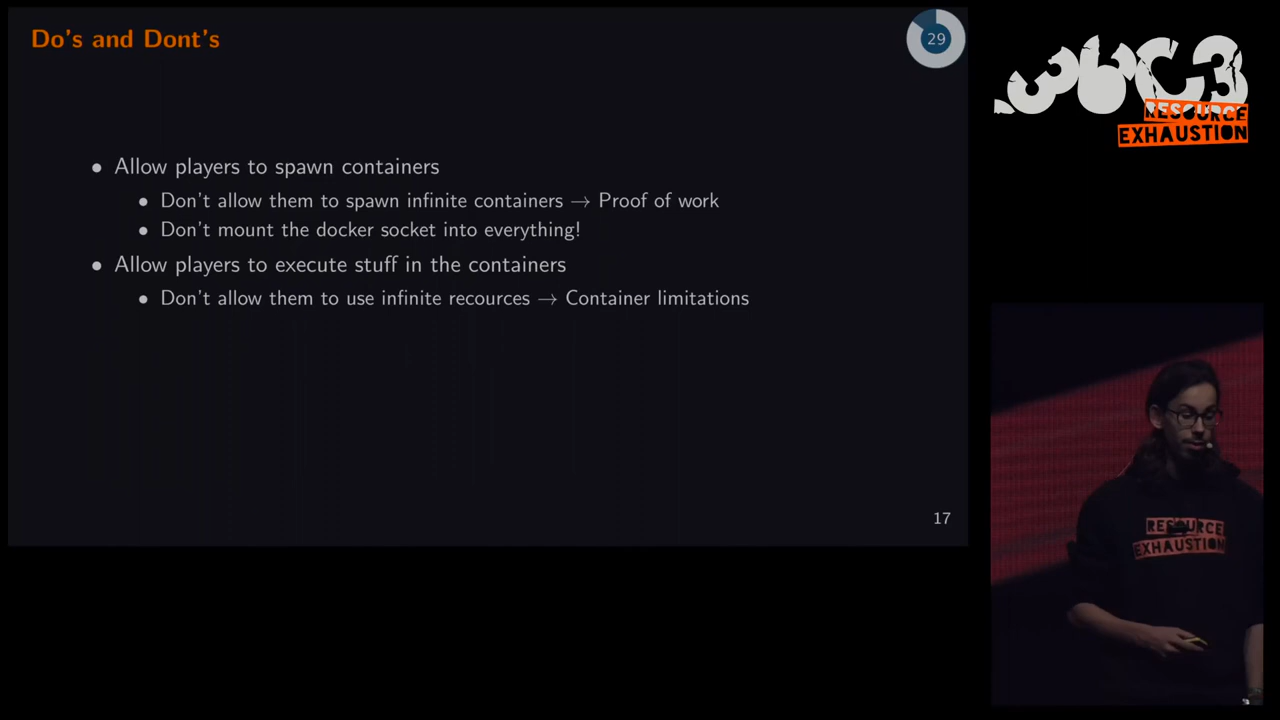 Do's and Dont's
29
• Allow players to spawn containers
• Don't allow them to spawn infinite containers → Proof of work
• Don't mount the docker socket into everything!
• Allow players to execute stuff in the containers
• Don't allow them to use infinite recources → Container limitations
17
36C3
RESOURCE
EXHAUSTION
RESOURCE
EXHAUSTION